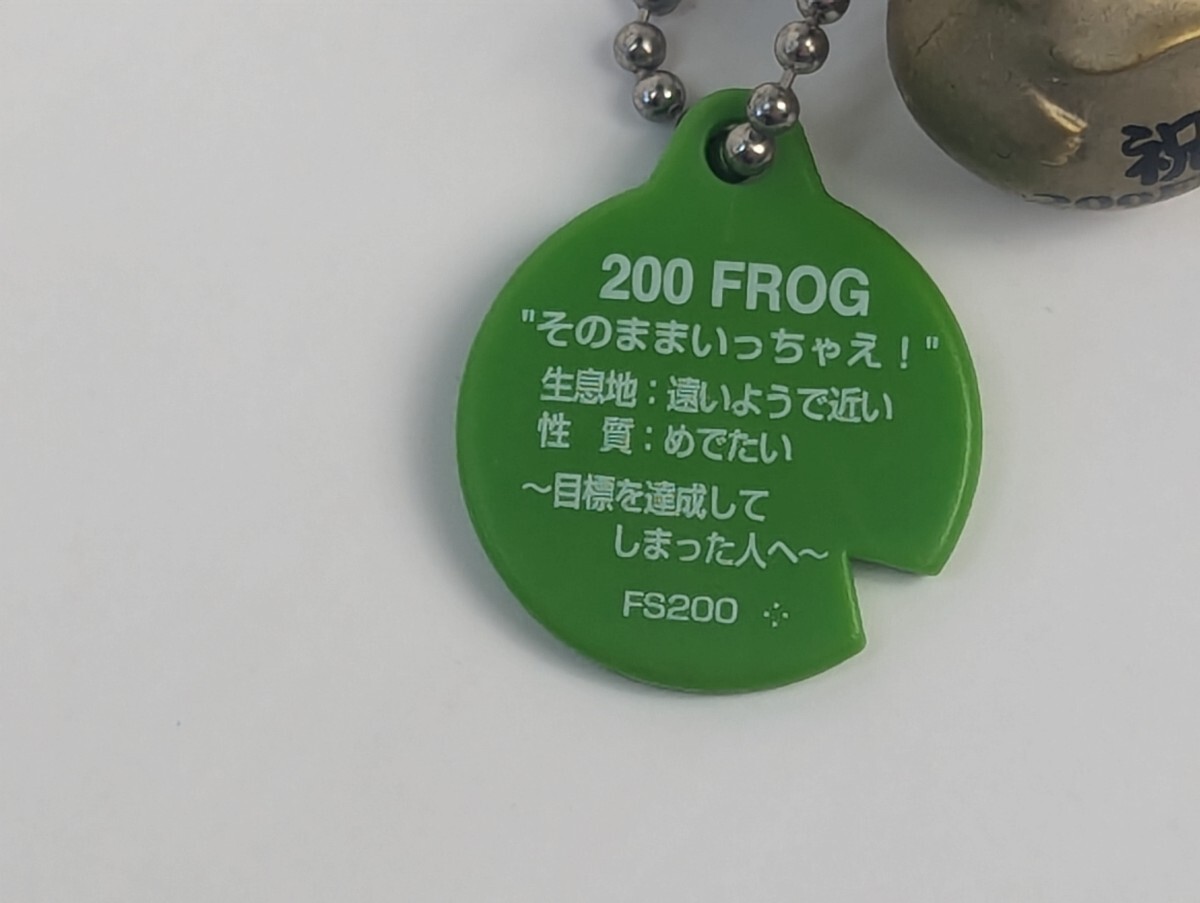 祝
200 FROG
"そのままいっちゃえ！"
生息地：遠いようで近い
性　質：めでたい
～目標を達成して
しまった人へ～
FS200